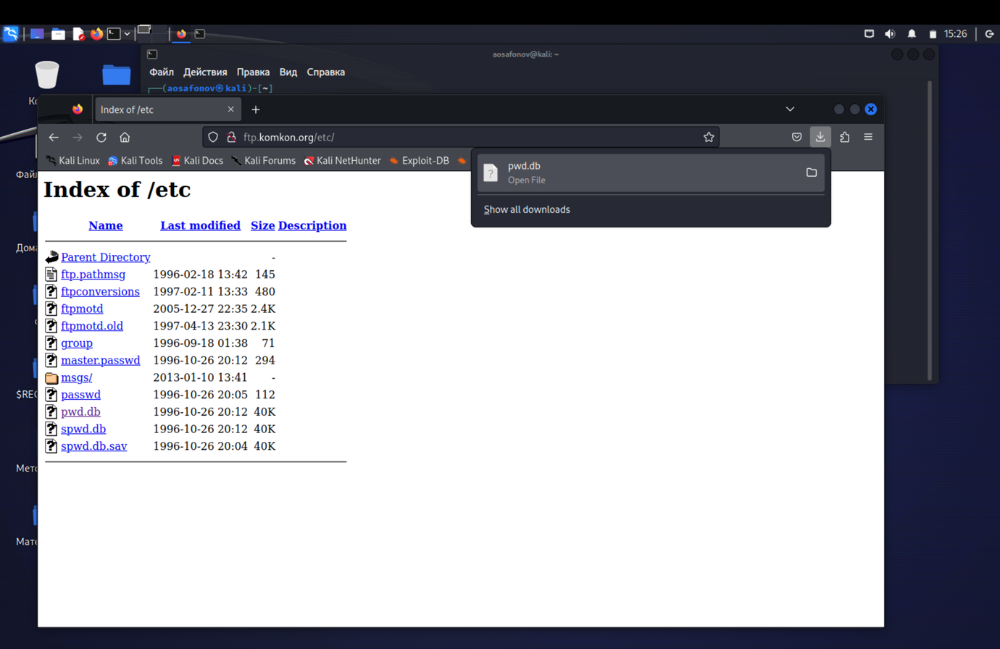 15:26
aosafonov@kali: ~
Файл Действия Правка Вид Справка
(aosafonov㉿kali)-[~]
Index of /etc
ftp.komkon.org/etc/
Kali Linux Kali Tools Kali Docs Kali Forums Kali NetHunter Exploit-DB
pwd.db
Open File
Show all downloads
Index of /etc
Name Last modified Size Description
Parent Directory -
ftp.pathmsg 1996-02-18 13:42 145
ftpconversions 1997-02-11 13:33 480
ftpmotd 2005-12-27 22:35 2.4K
ftpmotd.old 1997-04-13 23:30 2.1K
group 1996-09-18 01:38 71
master.passwd 1996-10-26 20:12 294
msgs/ 2013-01-10 13:41 -
passwd 1996-10-26 20:05 112
pwd.db 1996-10-26 20:12 40K
spwd.db 1996-10-26 20:12 40K
spwd.db.sav 1996-10-26 20:04 40K